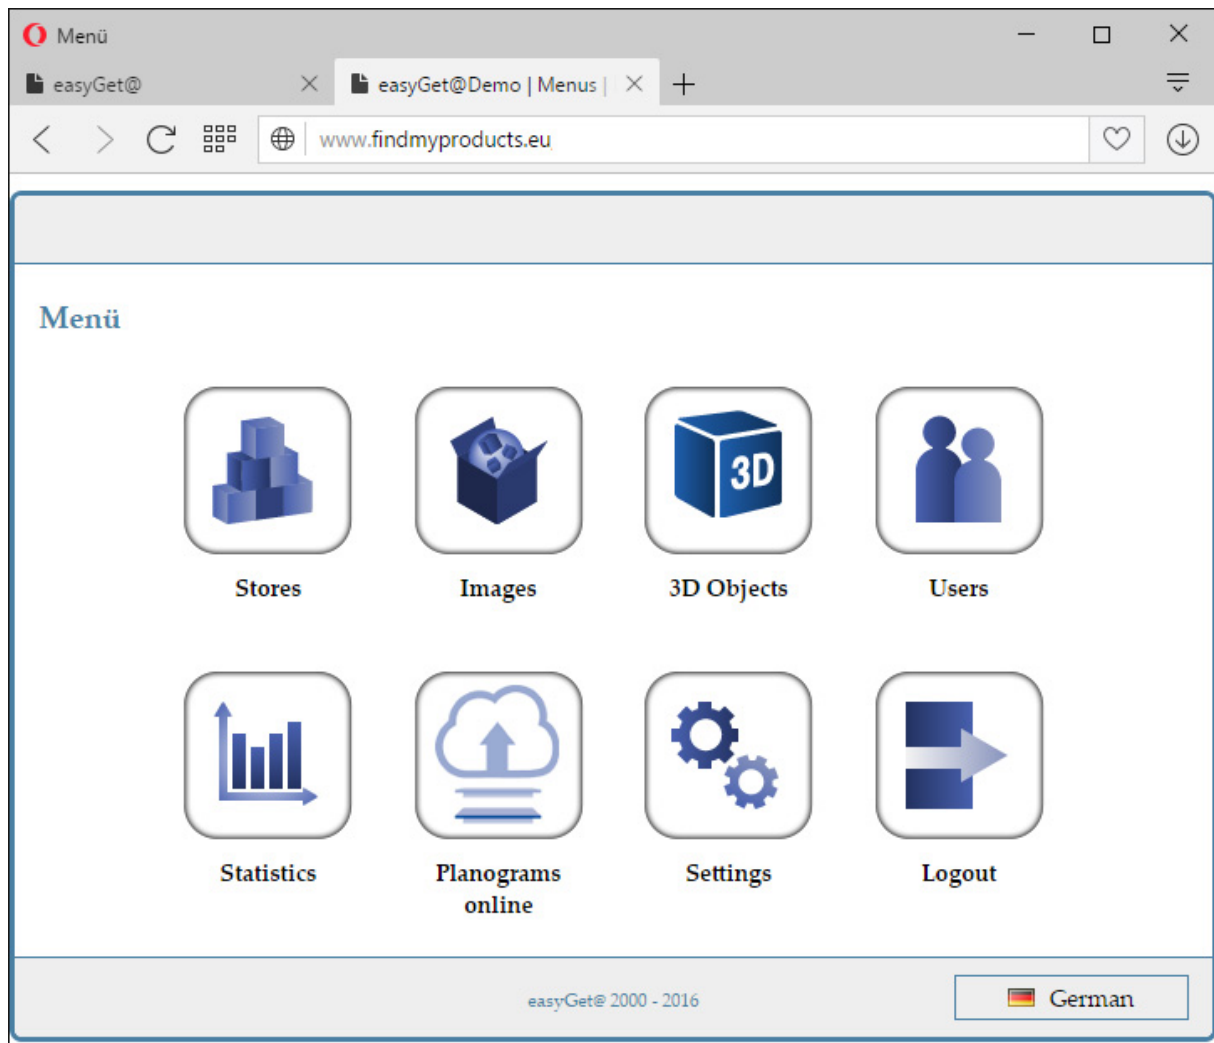 Menü
easyGet@
easyGet@Demo | Menus |
www.findmyproducts.eu
Menü
3D
Stores
Images
3D Objects
Users
Statistics
Planograms
online
Settings
Logout
easyGet@ 2000 - 2016
German